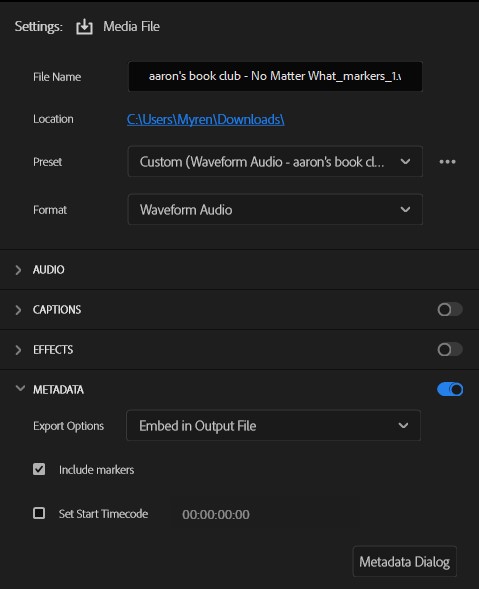 Settings: Media File
File Name aaron's book club - No Matter What_markers_1.
Location C:\Users\Myren\Downloads\
Preset Custom (Waveform Audio - aaron's book cl... ...
Format Waveform Audio
AUDIO
CAPTIONS
EFFECTS
METADATA
Export Options Embed in Output File
Include markers
Set Start Timecode 00:00:00:00
Metadata Dialog